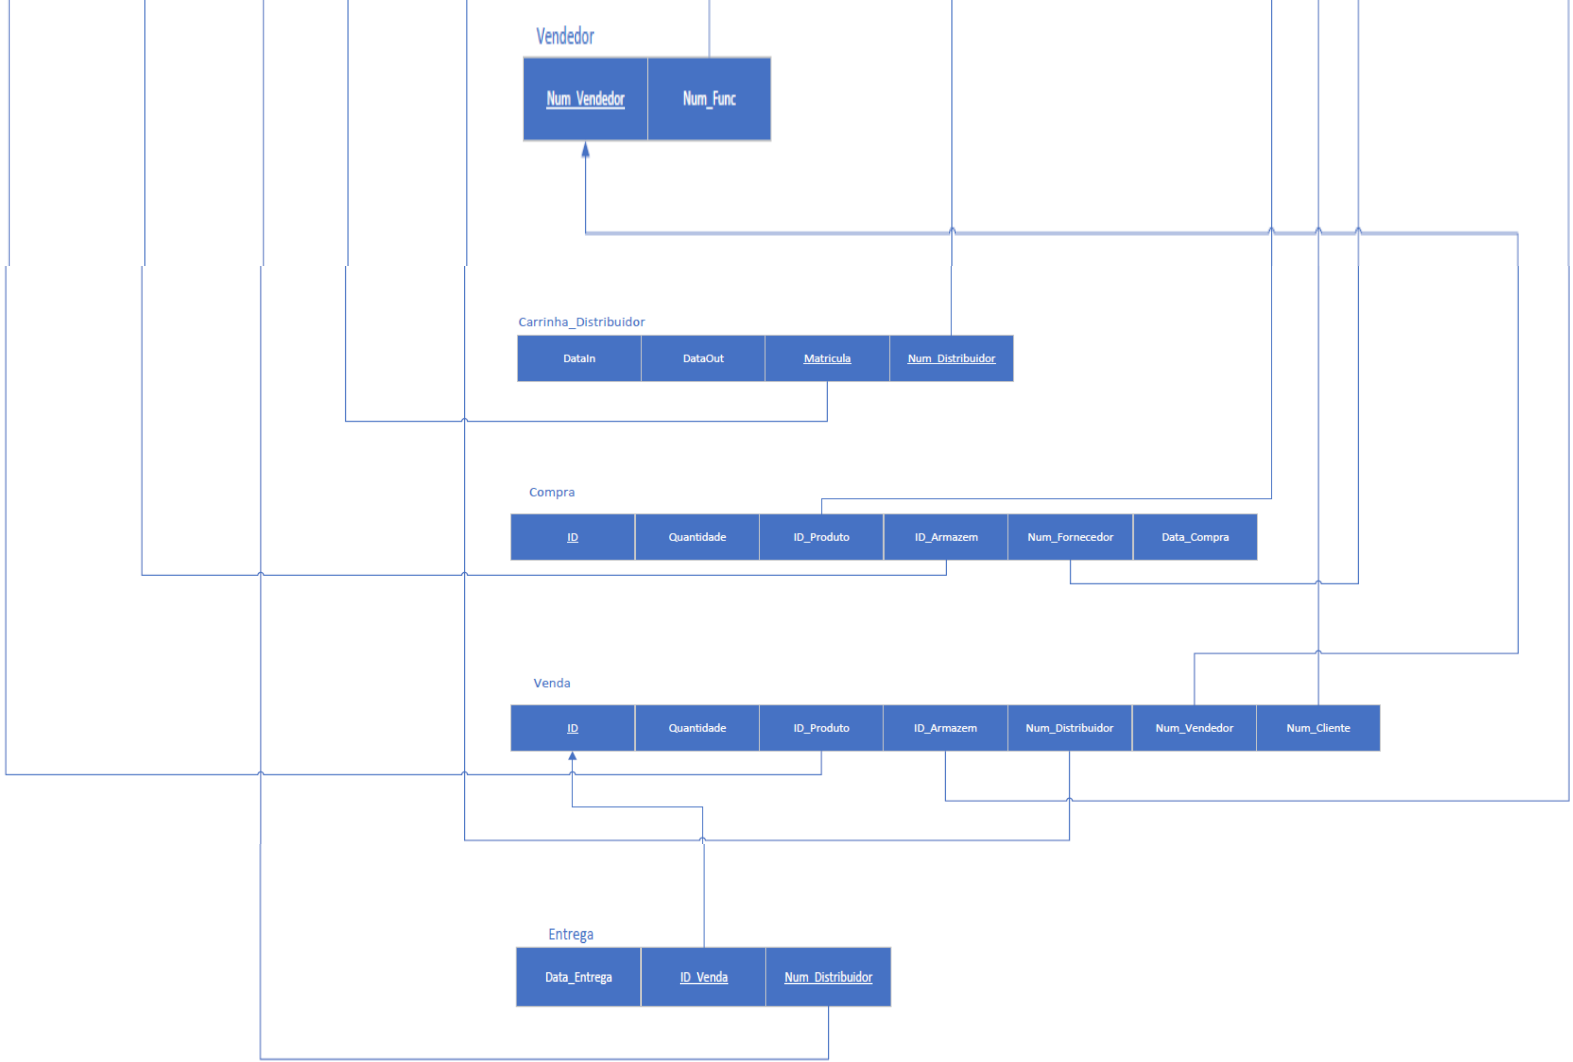 Vendedor
Num_Vendedor Num_Func
Carrinha_Distribuidor
DataIn DataOut Matricula Num_Distribuidor
Compra
ID Quantidade ID_Produto ID_Armazem Num_Fornecedor Data_Compra
Venda
ID Quantidade ID_Produto ID_Armazem Num_Distribuidor Num_Vendedor Num_Cliente
Entrega
Data_Entrega ID_Venda Num_Distribuidor